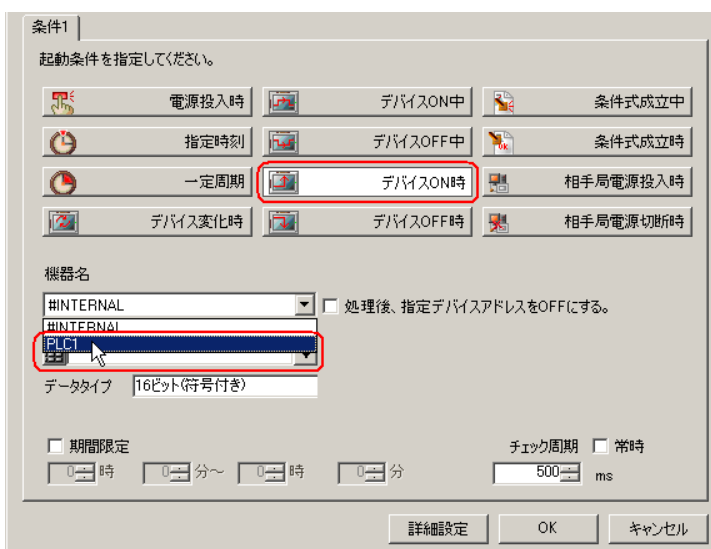 条件1
起動条件を指定してください。
電源投入時 デバイスON中 条件式成立中
指定時刻 デバイスOFF中 条件式成立時
一定周期 デバイスON時 相手局電源投入時
デバイス変化時 デバイスOFF時 相手局電源切断時
機器名
#INTERNAL 処理後、指定デバイスアドレスをOFFにする。
#INTERNAL
PLC1
データタイプ 16ビット(符号付き)
期間限定 チェック周期 常時
0 時 0 分～ 0 時 0 分 500 ms
詳細設定 OK キャンセル